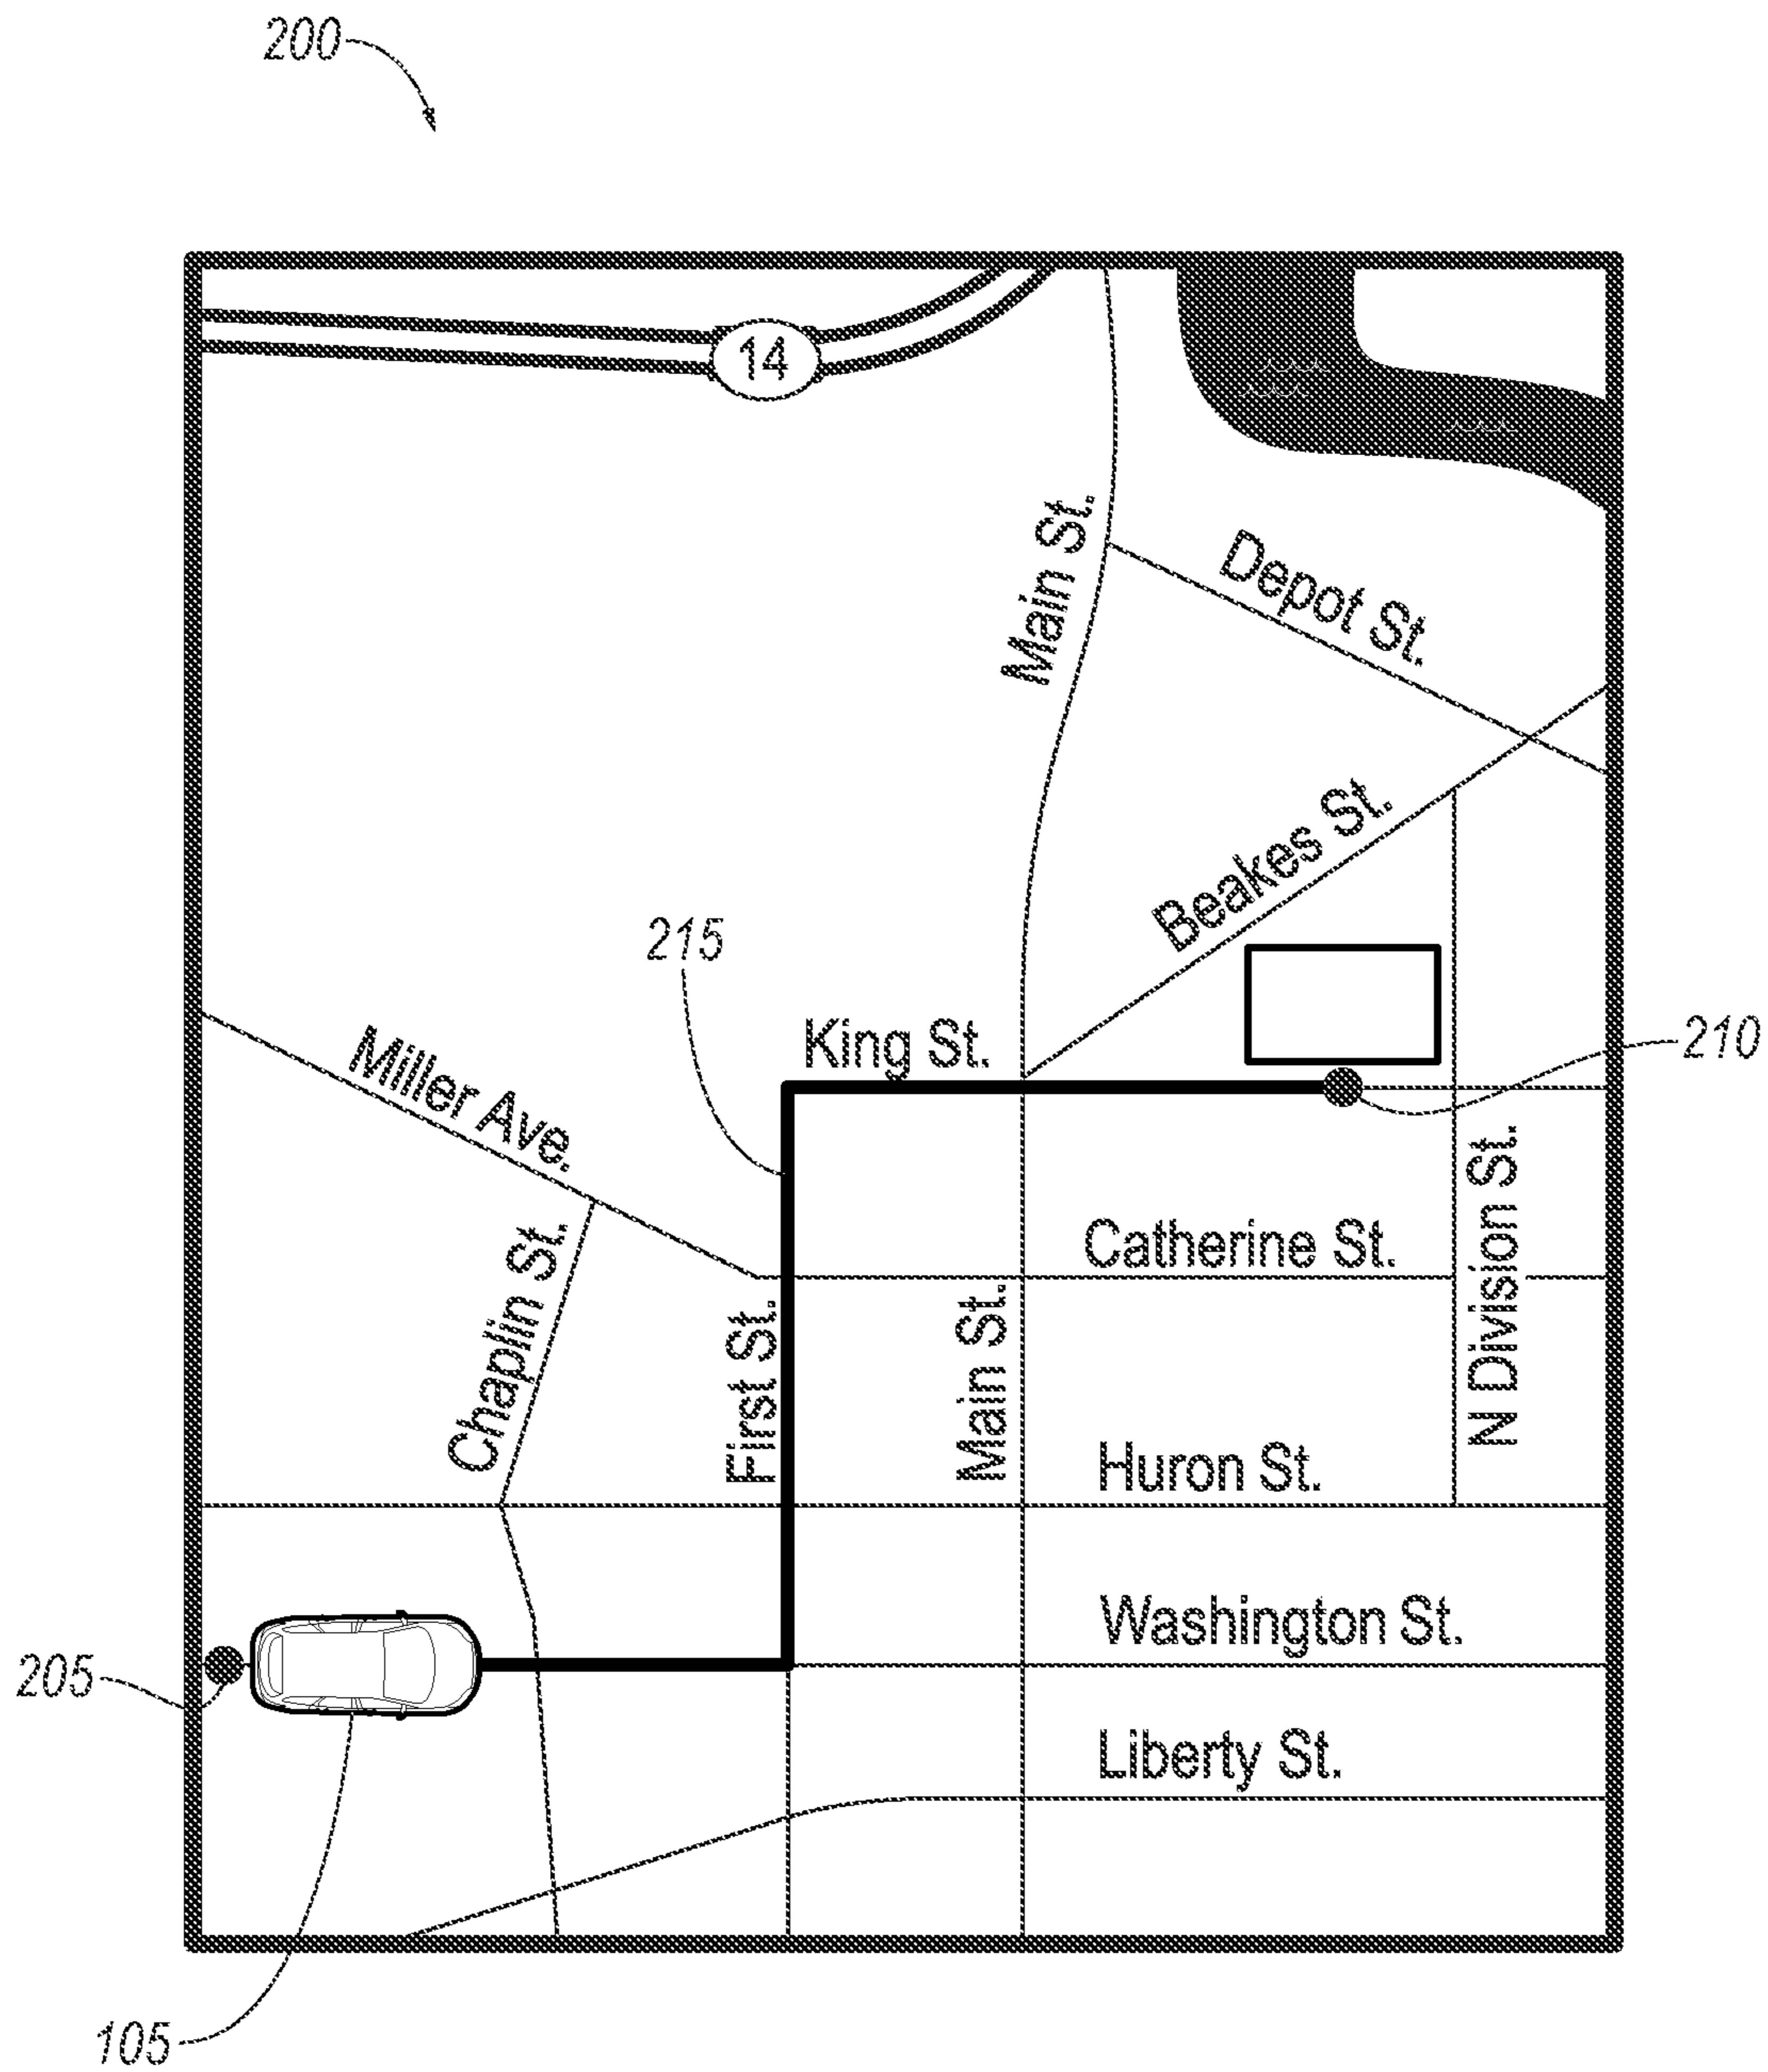 200
14
Main St.
Depot St.
Beakes St.
215
King St.
210
Miller Ave.
Chaplin St.
First St.
Main St.
Catherine St.
N Division St.
Huron St.
Washington St.
205
Liberty St.
105